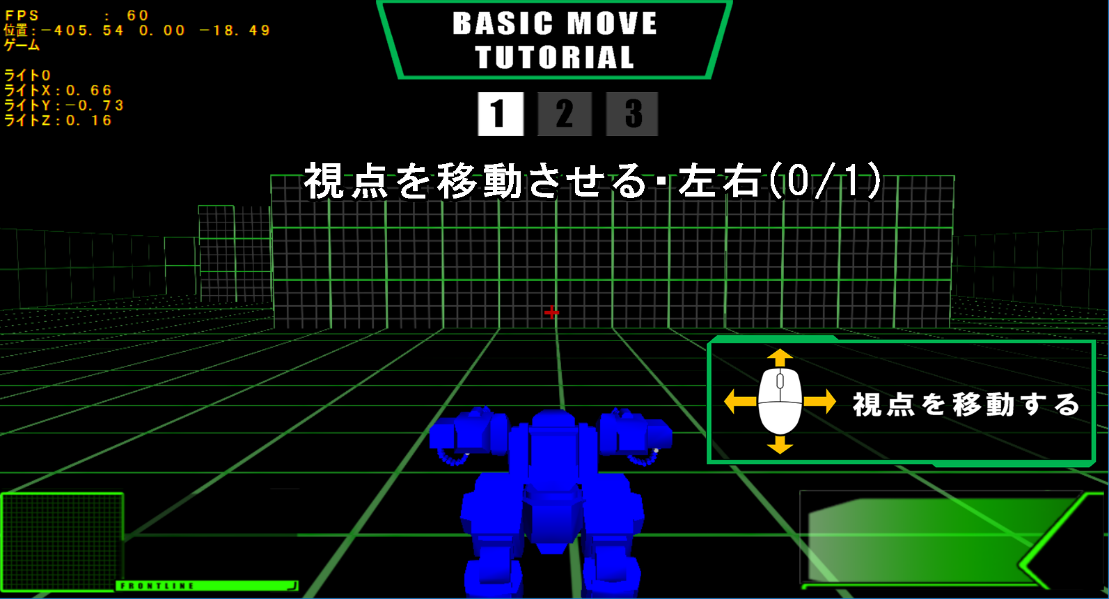 FPS : 60
位置:-405.54 0.00 -18.49
ゲーム
ライト0
ライトX:0.66
ライトY:-0.73
ライトZ:0.16
BASIC MOVE
TUTORIAL
1 2 3
視点を移動させる・左右(0/1)
視点を移動する
FRONTLINE